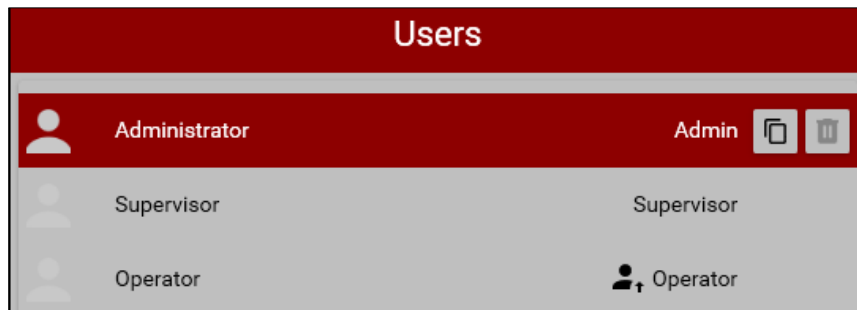 Users
Administrator Admin
Supervisor Supervisor
Operator Operator